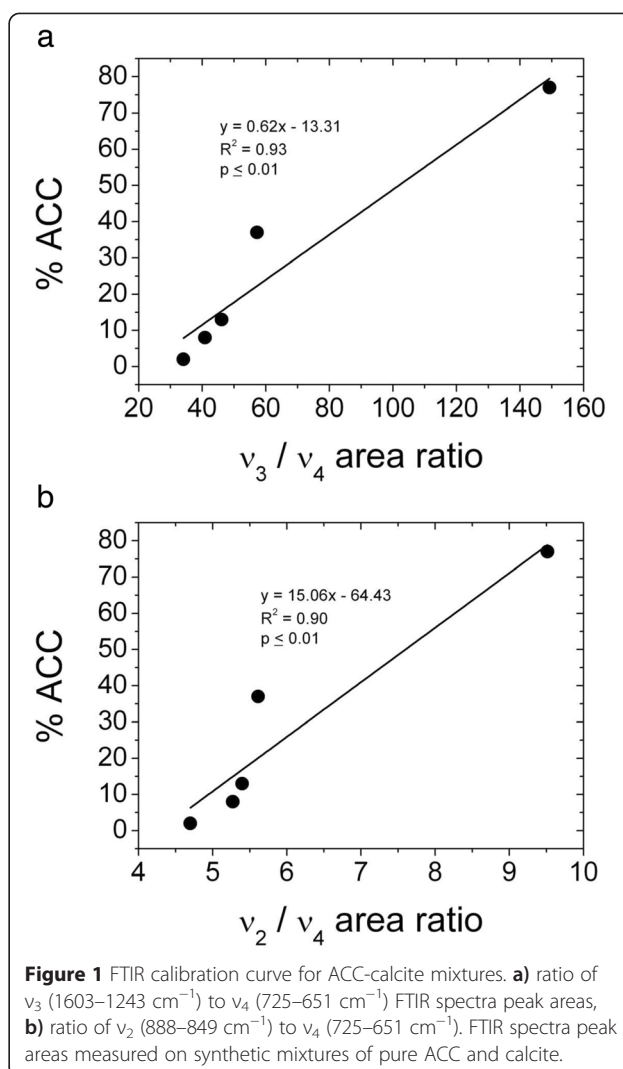 a
80
70
60
50
40
30
20
10
0
% ACC
y = 0.62x - 13.31
R² = 0.93
p ≤ 0.01
20 40 60 80 100 120 140 160
ν₃ / ν₄ area ratio
b
80
70
60
50
40
30
20
10
0
% ACC
y = 15.06x - 64.43
R² = 0.90
p ≤ 0.01
4 5 6 7 8 9 10
ν₂ / ν₄ area ratio
Figure 1 FTIR calibration curve for ACC-calcite mixtures. a) ratio of
ν₃ (1603–1243 cm⁻¹) to ν₄ (725–651 cm⁻¹) FTIR spectra peak areas,
b) ratio of ν₂ (888–849 cm⁻¹) to ν₄ (725–651 cm⁻¹). FTIR spectra peak
areas measured on synthetic mixtures of pure ACC and calcite.